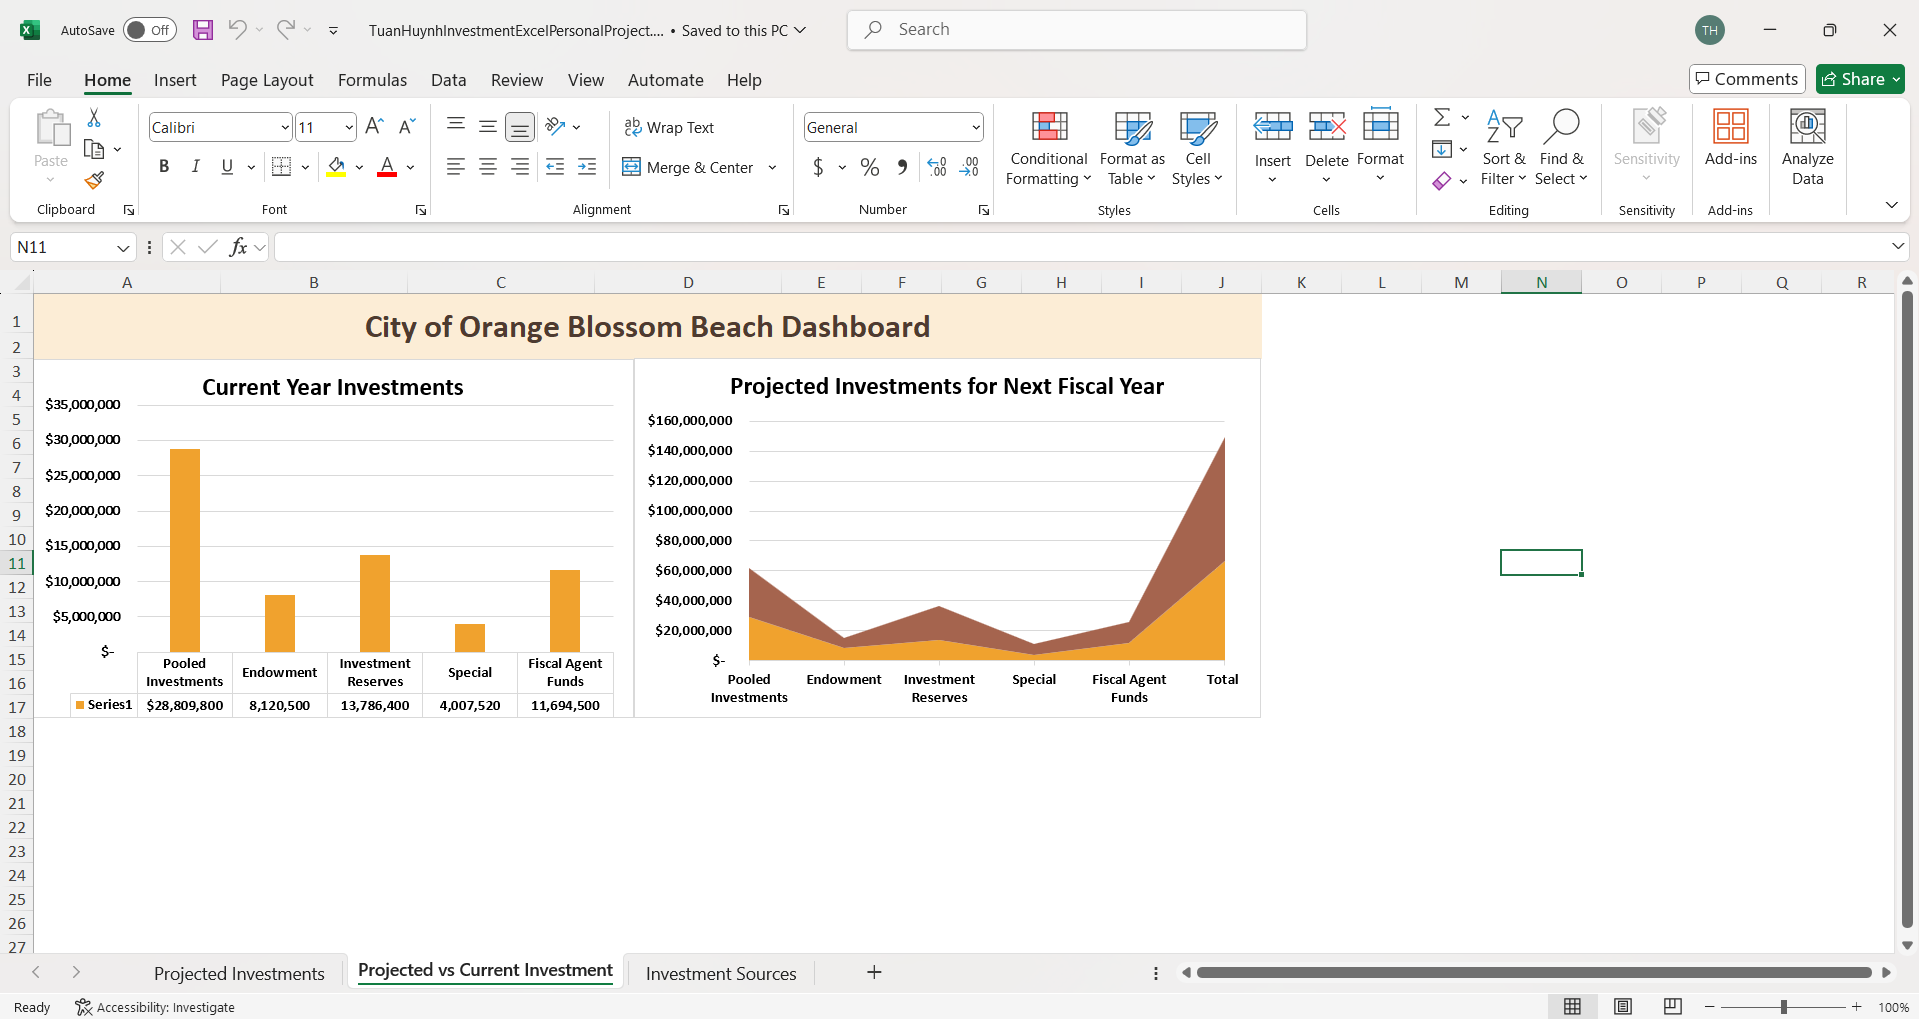 AutoSave Off TuanHuynhInvestmentExcelPersonalProject.... • Saved to this PC Search TH
File Home Insert Page Layout Formulas Data Review View Automate Help Comments Share
Paste
Clipboard
Calibri 11
B I U A
Font
Wrap Text
Merge & Center
Alignment
General
$ % 9 .00
Number
Conditional Formatting
Format as Table
Cell Styles
Styles
Insert Delete Format
Cells
Sort & Filter
Find & Select
Editing
Sensitivity
Sensitivity
Add-ins
Add-ins
Analyze Data
N11 fx
A B C D E F G H I J K L M N O P Q R
1
2
3
4
5
6
7
8
9
10
11
12
13
14
15
16
17
18
19
20
21
22
23
24
25
26
27
City of Orange Blossom Beach Dashboard
Current Year Investments
$35,000,000
$30,000,000
$25,000,000
$20,000,000
$15,000,000
$10,000,000
$5,000,000
$-
Pooled Investments Endowment Investment Reserves Special Fiscal Agent Funds
Series1 $28,809,800 8,120,500 13,786,400 4,007,520 11,694,500
Projected Investments for Next Fiscal Year
$160,000,000
$140,000,000
$120,000,000
$100,000,000
$80,000,000
$60,000,000
$40,000,000
$20,000,000
$-
Pooled Investments Endowment Investment Reserves Special Fiscal Agent Funds Total
Projected Investments Projected vs Current Investment Investment Sources
Ready Accessibility: Investigate 100%